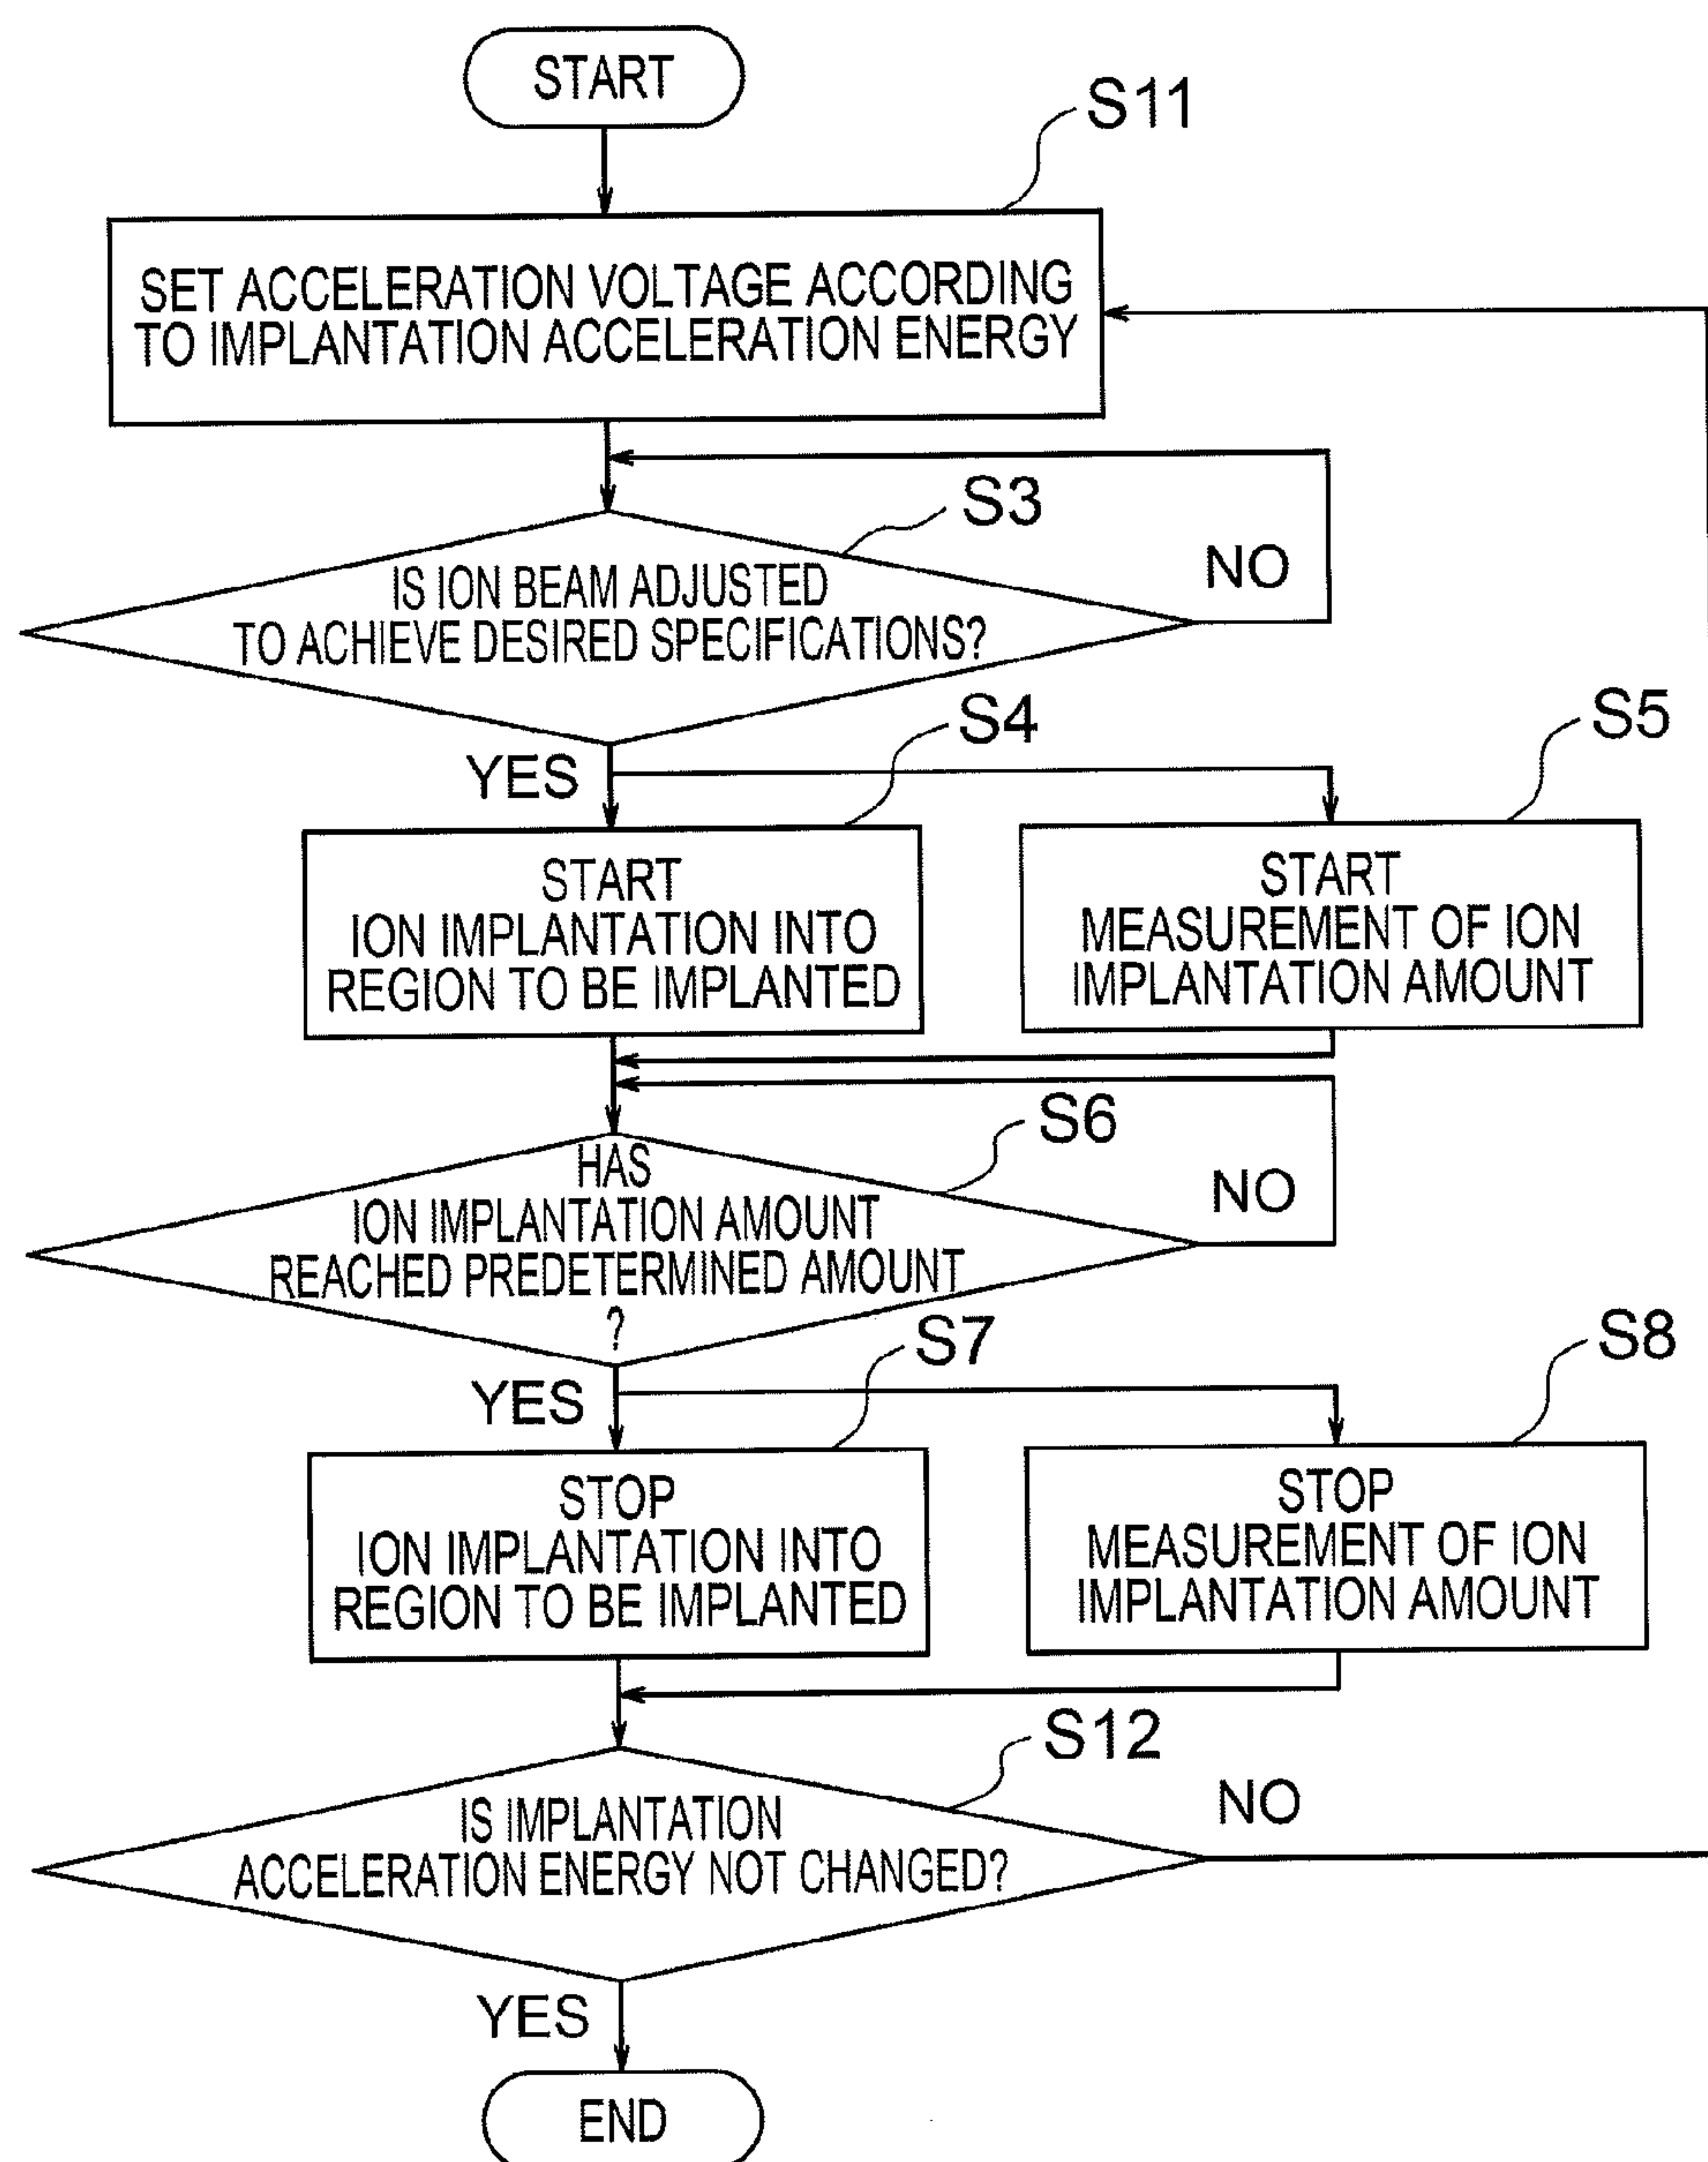 START
S11
SET ACCELERATION VOLTAGE ACCORDING
TO IMPLANTATION ACCELERATION ENERGY
S3
IS ION BEAM ADJUSTED
TO ACHIEVE DESIRED SPECIFICATIONS?
NO
YES
S4
START
ION IMPLANTATION INTO
REGION TO BE IMPLANTED
S5
START
MEASUREMENT OF ION
IMPLANTATION AMOUNT
S6
HAS
ION IMPLANTATION AMOUNT
REACHED PREDETERMINED AMOUNT
?
NO
YES
S7
STOP
ION IMPLANTATION INTO
REGION TO BE IMPLANTED
S8
STOP
MEASUREMENT OF ION
IMPLANTATION AMOUNT
S12
IS IMPLANTATION
ACCELERATION ENERGY NOT CHANGED?
NO
YES
END